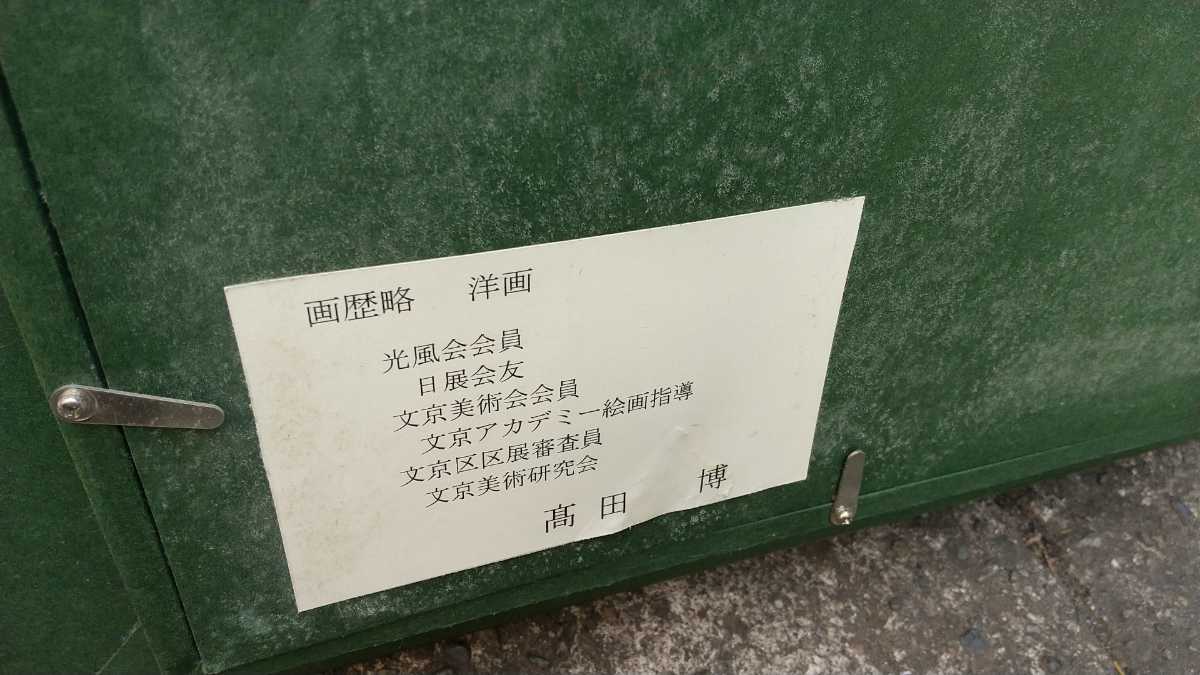 画歴略　洋画
光風会会員
日展会友
文京美術会会員
文京アカデミー絵画指導
文京区区展審査員
文京美術研究会
髙田　博